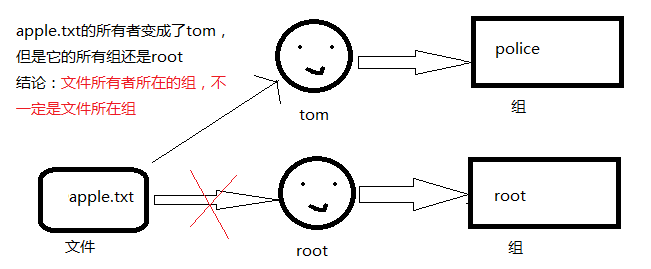 apple.txt的所有者变成了tom，
但是它的所有组还是root
结论：文件所有者所在的组，不
一定是文件所在组
tom
police
组
apple.txt
文件
root
root
组